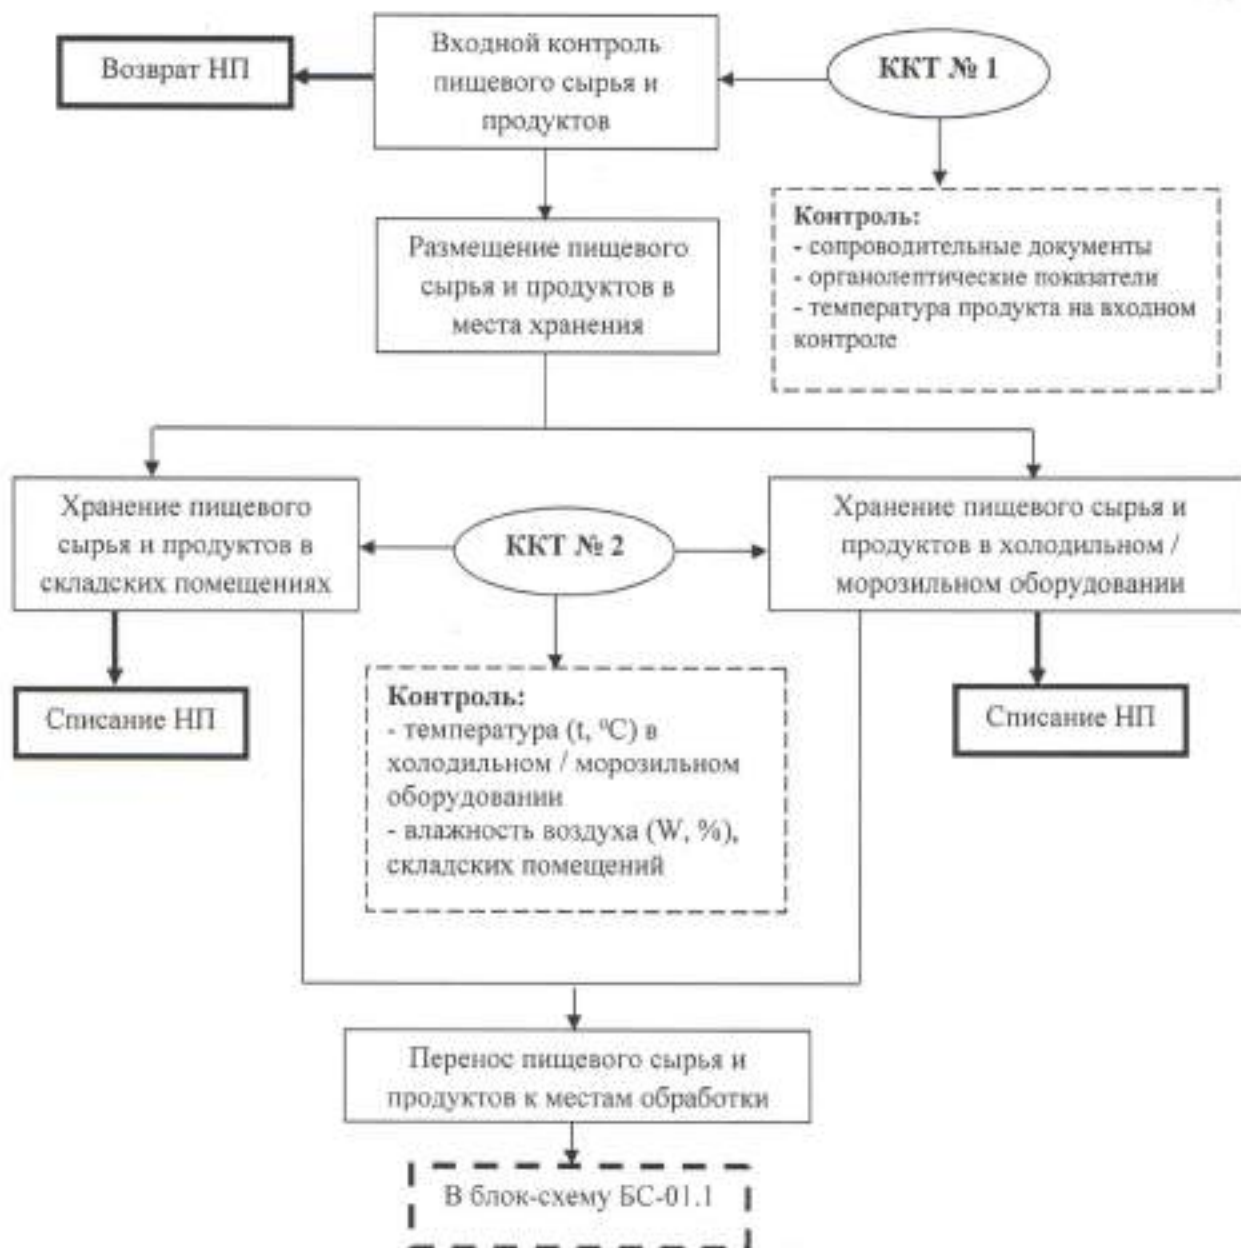 Возврат НП
Входной контроль
пищевого сырья и
продуктов
ККТ № 1
Контроль:
- сопроводительные документы
- органолептические показатели
- температура продукта на входном
контроле
Размещение пищевого
сырья и продуктов в
места хранения
Хранение пищевого
сырья и продуктов в
складских помещениях
ККТ № 2
Хранение пищевого сырья и
продуктов в холодильном /
морозильном оборудовании
Списание НП
Контроль:
- температура (t, ⁰C) в
холодильном / морозильном
оборудовании
- влажность воздуха (W, %),
складских помещений
Списание НП
Перенос пищевого сырья и
продуктов к местам обработки
В блок-схему БС-01.1